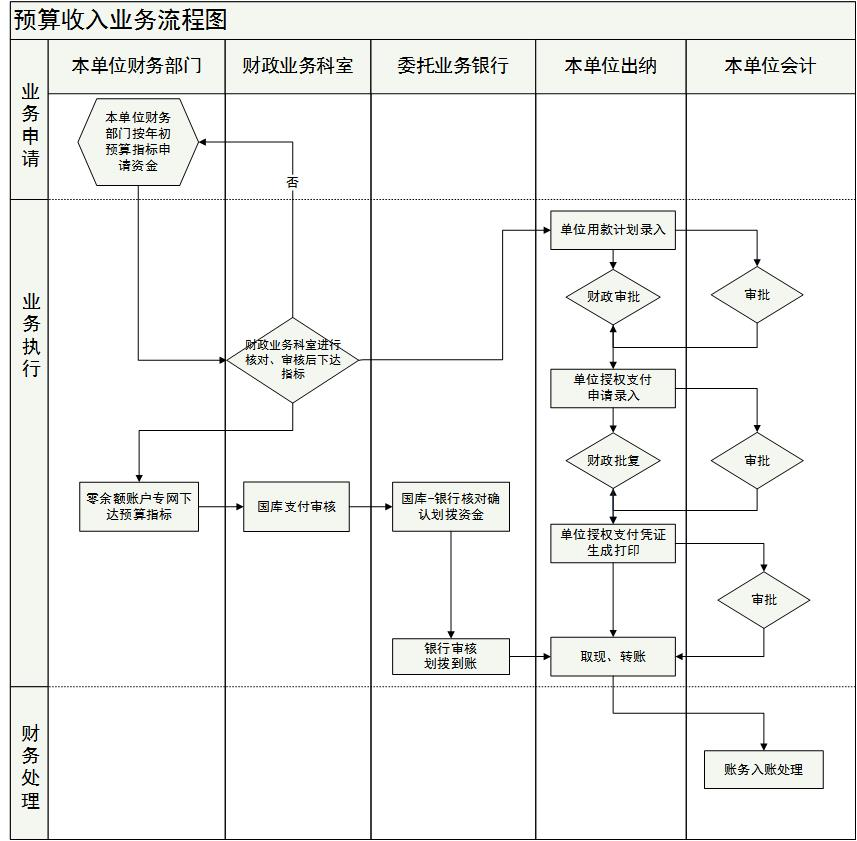 预算收入业务流程图
本单位财务部门
财政业务科室
委托业务银行
本单位出纳
本单位会计
业务申请
本单位财务
部门按年初
预算指标申
请资金
否
业务执行
单位用款计划录入
财政审批
审批
财政业务科室进行
核对、审核后下达
指标
单位授权支付
申请录入
财政批复
审批
零余额账户专网下
达预算指标
国库支付审核
国库-银行核对确
认划拨资金
单位授权支付凭证
生成打印
审批
银行审核
划拨到账
取现、转账
财务处理
账务入账处理